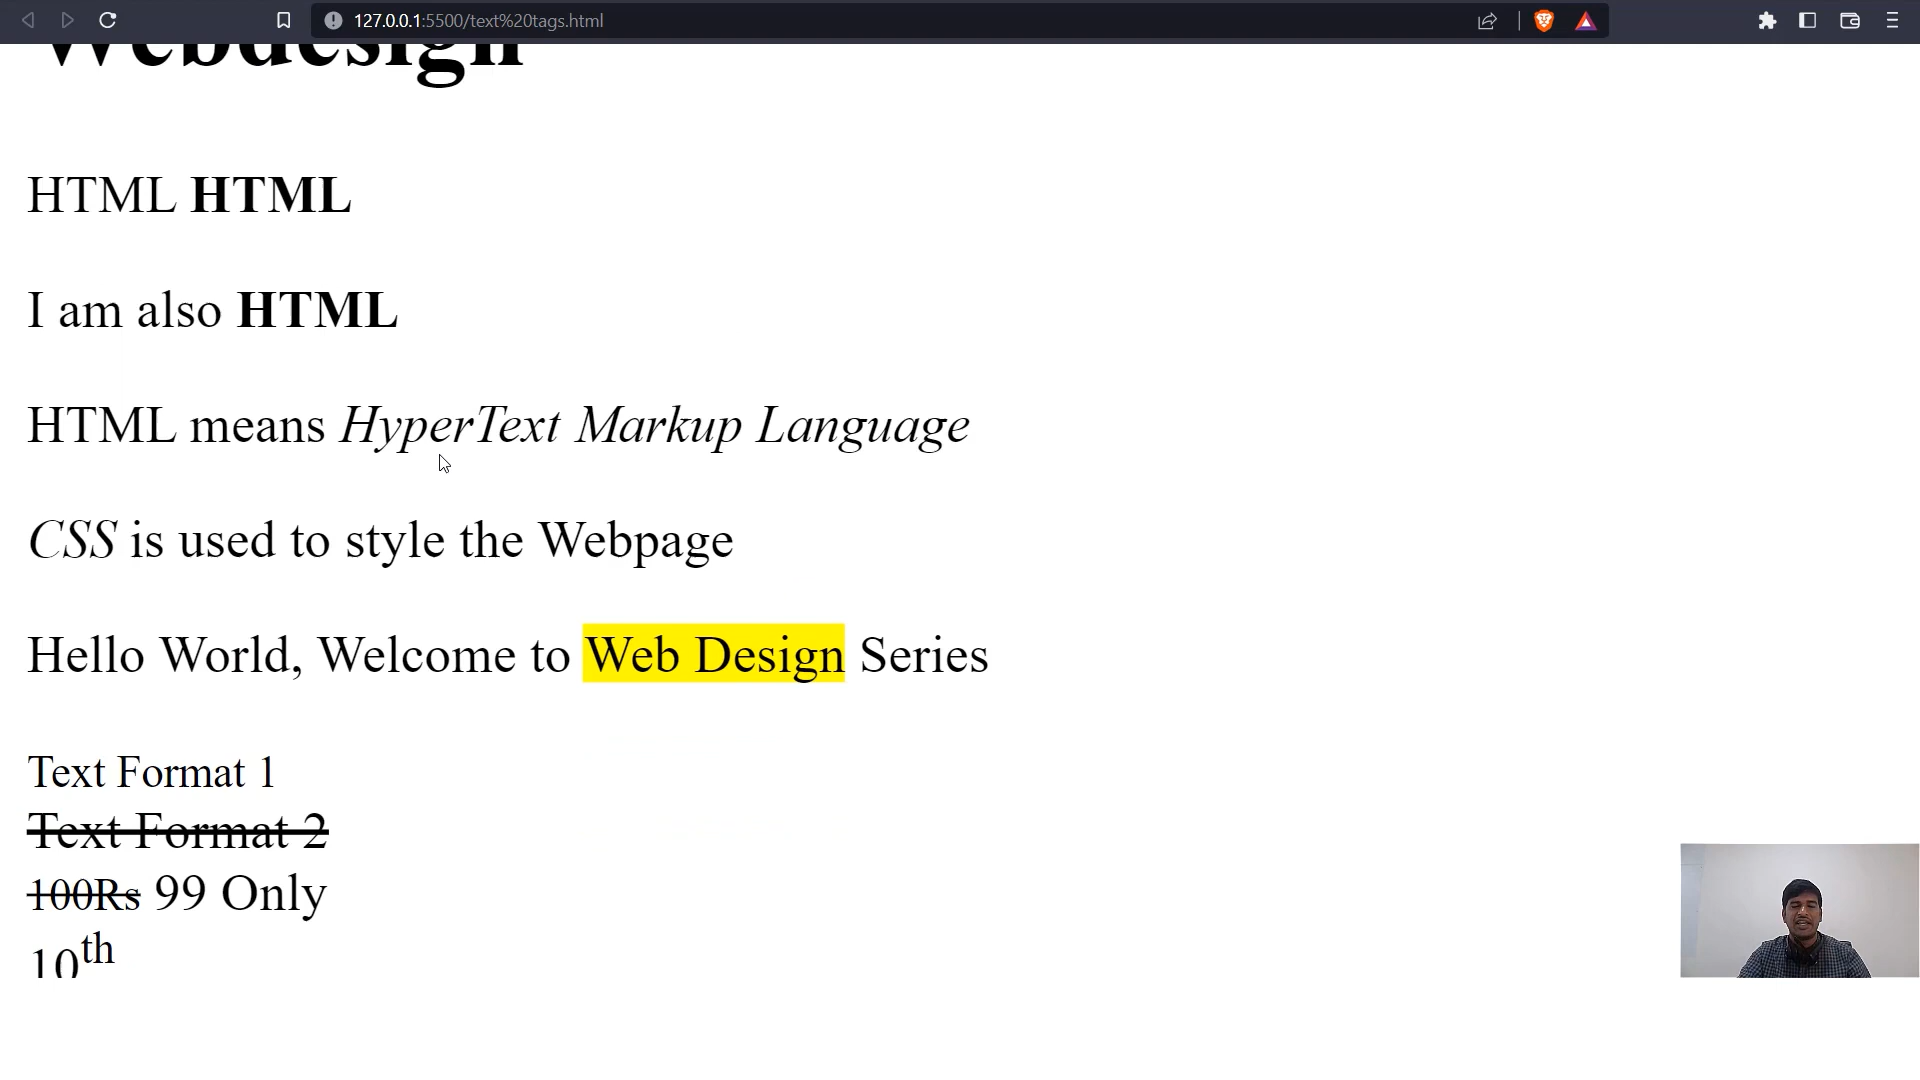 127.0.0.1:5500/text%20tags.html
Webdesign
HTML HTML
I am also HTML
HTML means HyperText Markup Language
CSS is used to style the Webpage
Hello World, Welcome to Web Design Series
Text Format 1
Text Format 2
100Rs 99 Only
10th